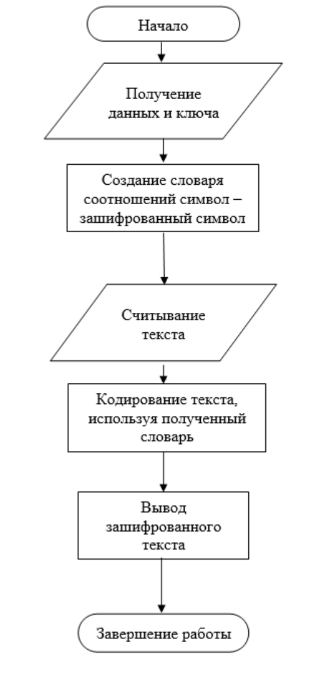 Начало
Получение
данных и ключа
Создание словаря
соотношений символ –
зашифрованный символ
Считывание
текста
Кодирование текста,
используя полученный
словарь
Вывод
зашифрованного
текста
Завершение работы